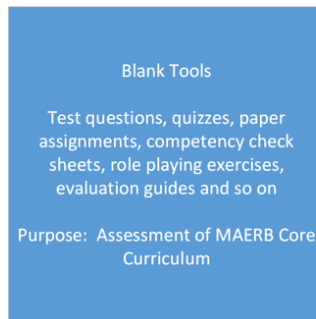 Blank Tools
Test questions, quizzes, paper
assignments, competency check
sheets, role playing exercises,
evaluation guides and so on
Purpose:  Assessment of MAERB Core
Curriculum